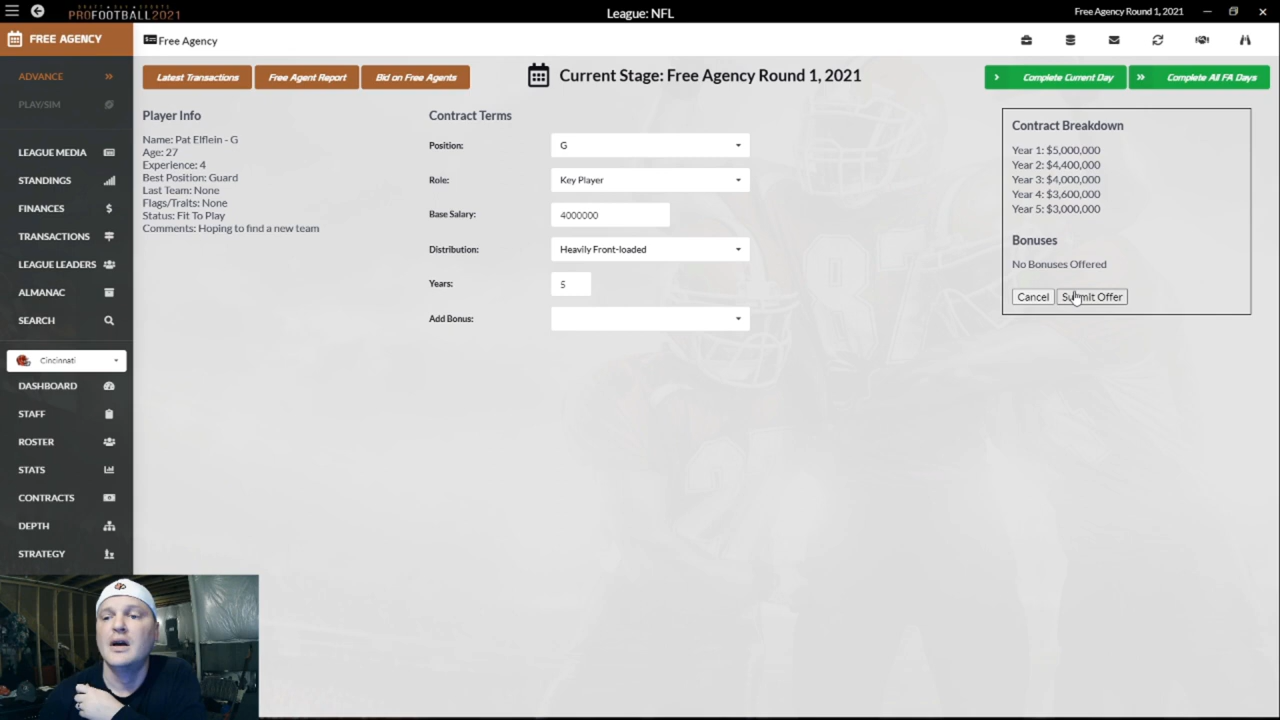 DRAFT DAY SPORTS
PROFOOTBALL2021
League: NFL
Free Agency Round 1, 2021
FREE AGENCY
Free Agency
ADVANCE
PLAY/SIM
LEAGUE MEDIA
STANDINGS
FINANCES
TRANSACTIONS
LEAGUE LEADERS
ALMANAC
SEARCH
Cincinnati
DASHBOARD
STAFF
ROSTER
STATS
CONTRACTS
DEPTH
STRATEGY
Latest Transactions
Free Agent Report
Bid on Free Agents
Current Stage: Free Agency Round 1, 2021
Complete Current Day
Complete All FA Days
Player Info
Name: Pat Elflein - G
Age: 27
Experience: 4
Best Position: Guard
Last Team: None
Flags/Traits: None
Status: Fit To Play
Comments: Hoping to find a new team
Contract Terms
Position: G
Role: Key Player
Base Salary: 4000000
Distribution: Heavily Front-loaded
Years: 5
Add Bonus:
Contract Breakdown
Year 1: $5,000,000
Year 2: $4,400,000
Year 3: $4,000,000
Year 4: $3,600,000
Year 5: $3,000,000
Bonuses
No Bonuses Offered
Cancel
Submit Offer